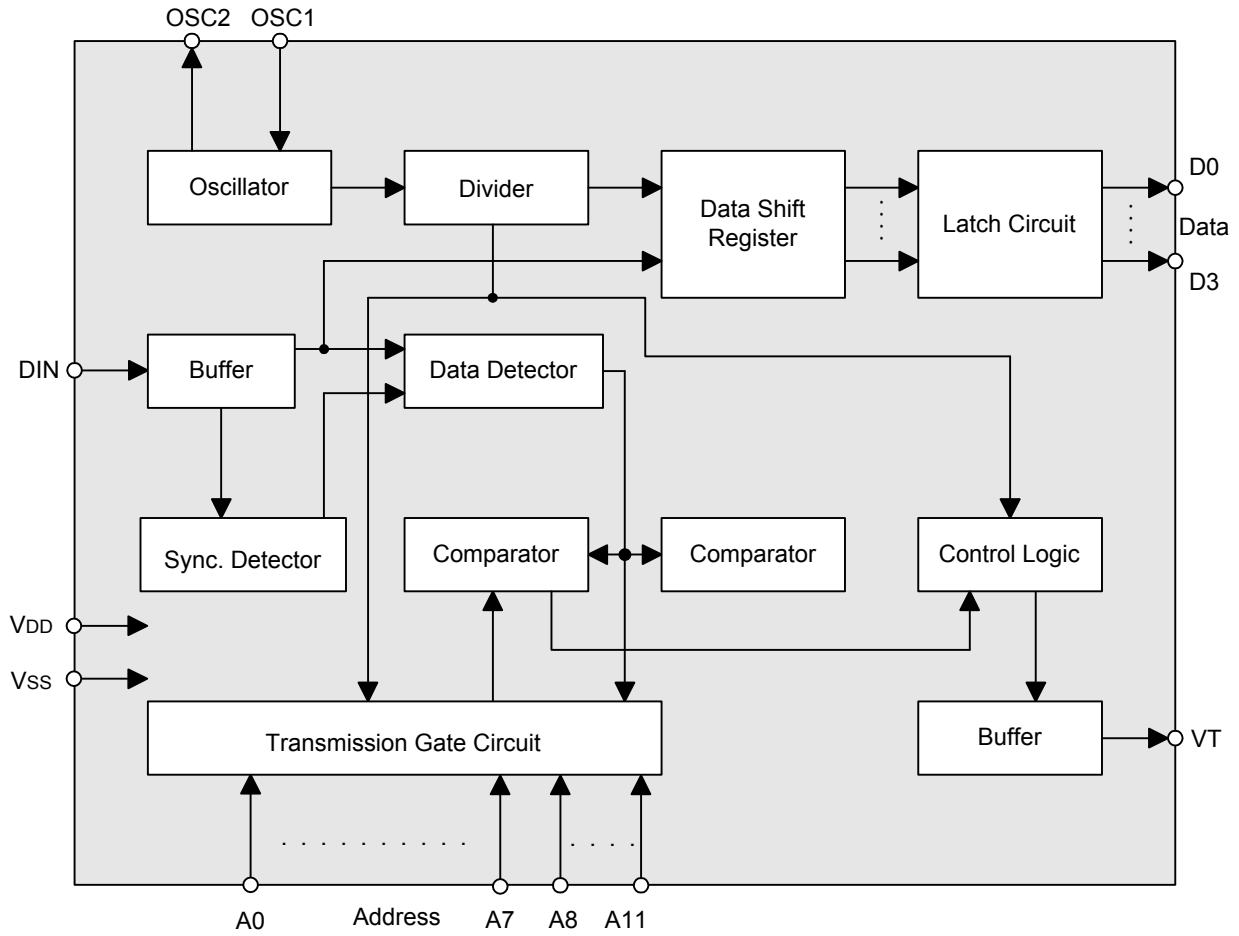 OSC2 OSC1
Oscillator
Divider
Data Shift
Register
Latch Circuit
D0
Data
D3
DIN
Buffer
Data Detector
Sync. Detector
Comparator
Comparator
Control Logic
VDD
VSS
Transmission Gate Circuit
Buffer
VT
A0 Address A7 A8 A11